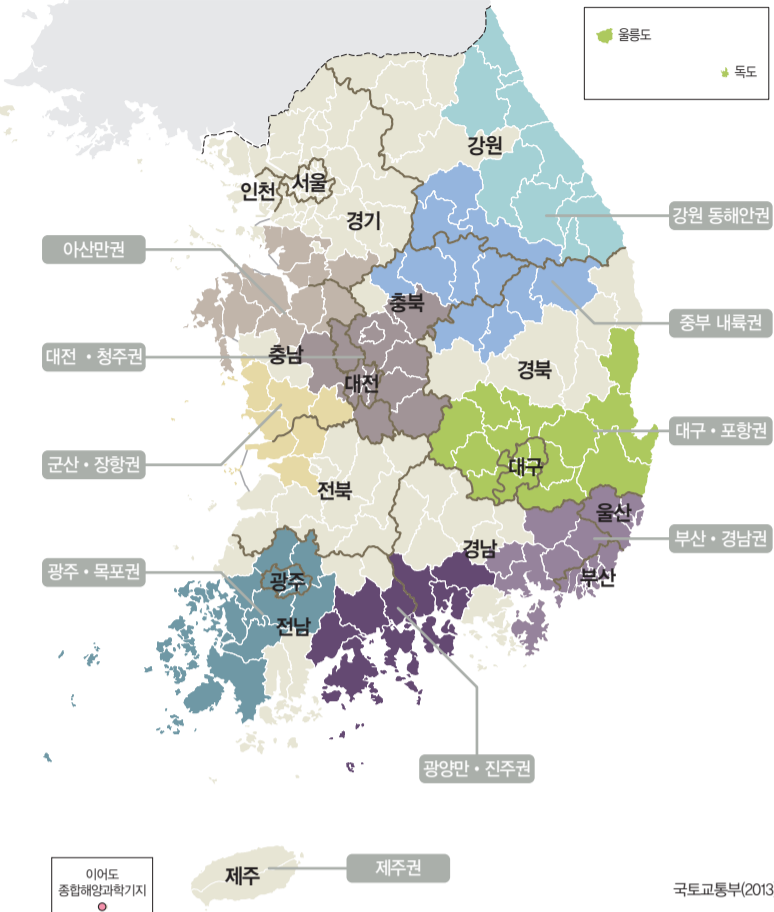 울릉도
독도
강원
인천
서울
경기
강원 동해안권
아산만권
충북
중부 내륙권
대전 • 청주권
충남
경북
대전
대구 • 포항권
군산 • 장항권
대구
전북
울산
부산 • 경남권
경남
광주 • 목포권
광주
부산
전남
광양만 • 진주권
이어도
종합해양과학기지
제주
제주권
국토교통부(2013